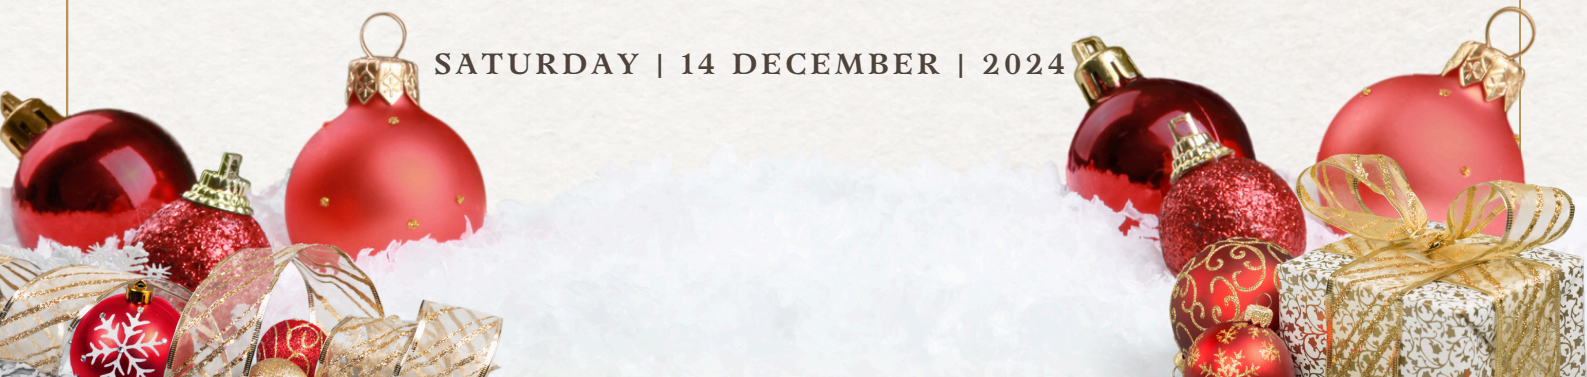 SATURDAY | 14 DECEMBER | 2024